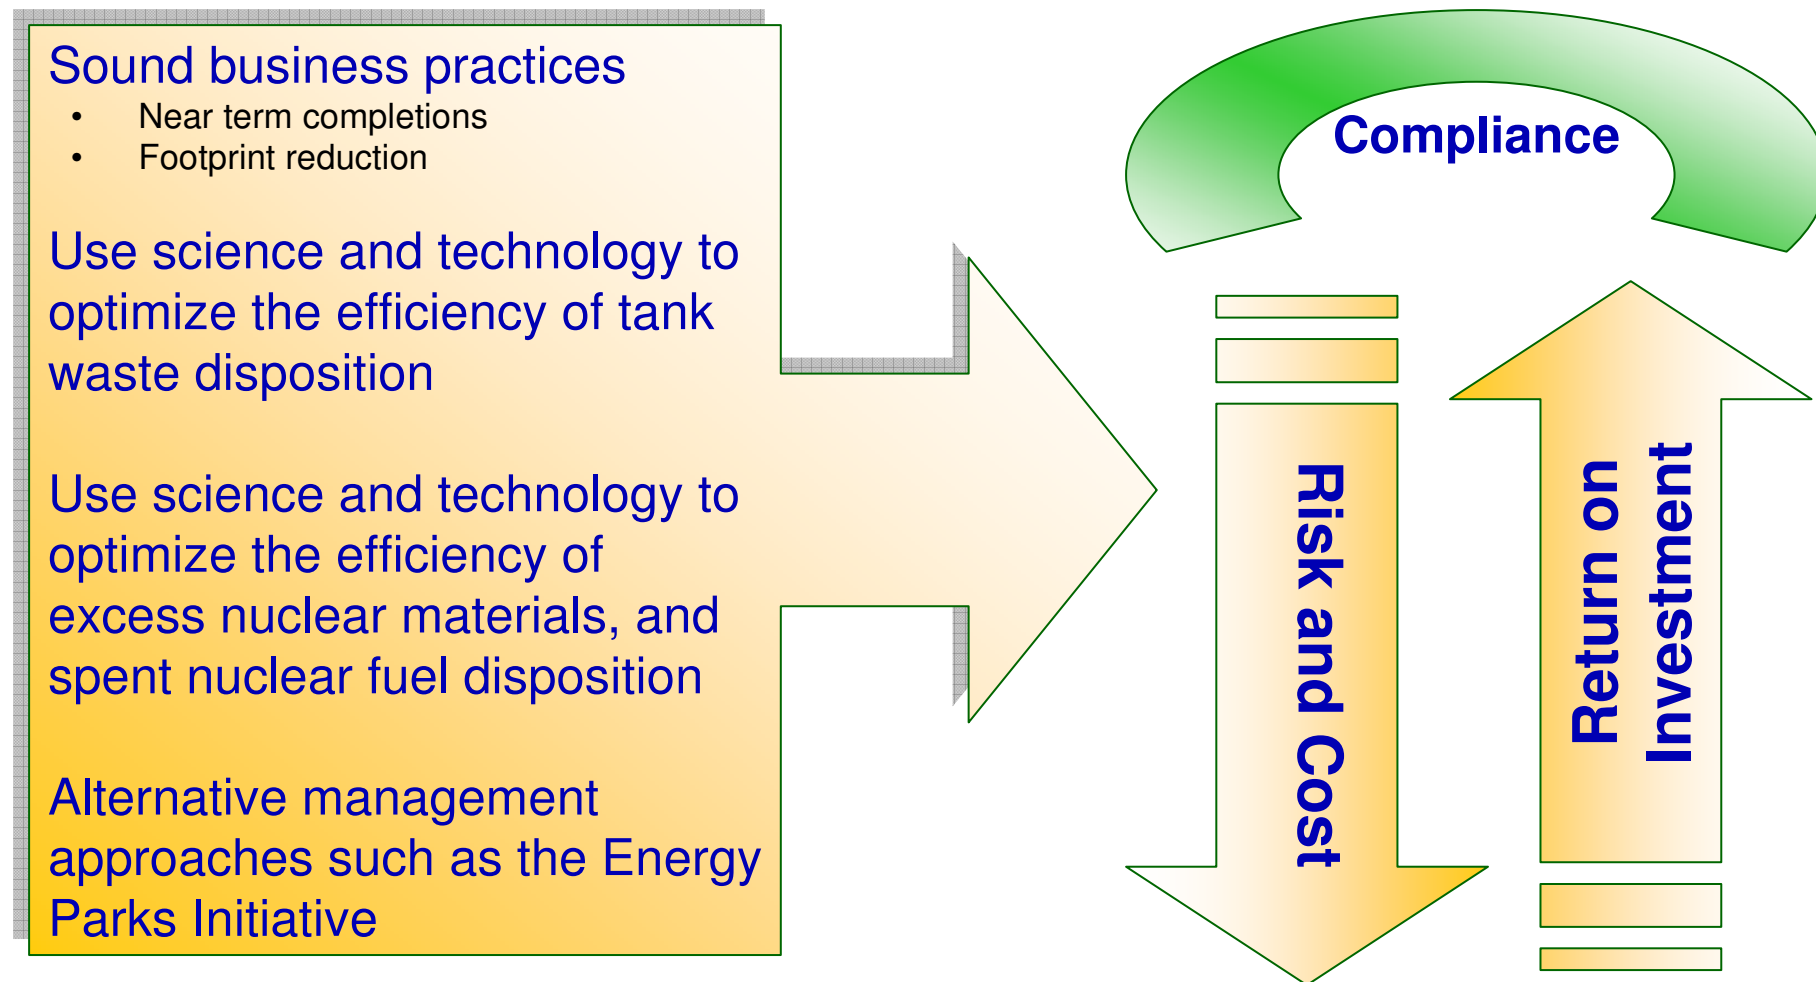 Sound business practices
• Near term completions
• Footprint reduction
Use science and technology to
optimize the efficiency of tank
waste disposition
Use science and technology to
optimize the efficiency of
excess nuclear materials, and
spent nuclear fuel disposition
Alternative management
approaches such as the Energy
Parks Initiative
Compliance
Risk and Cost
Return on
Investment